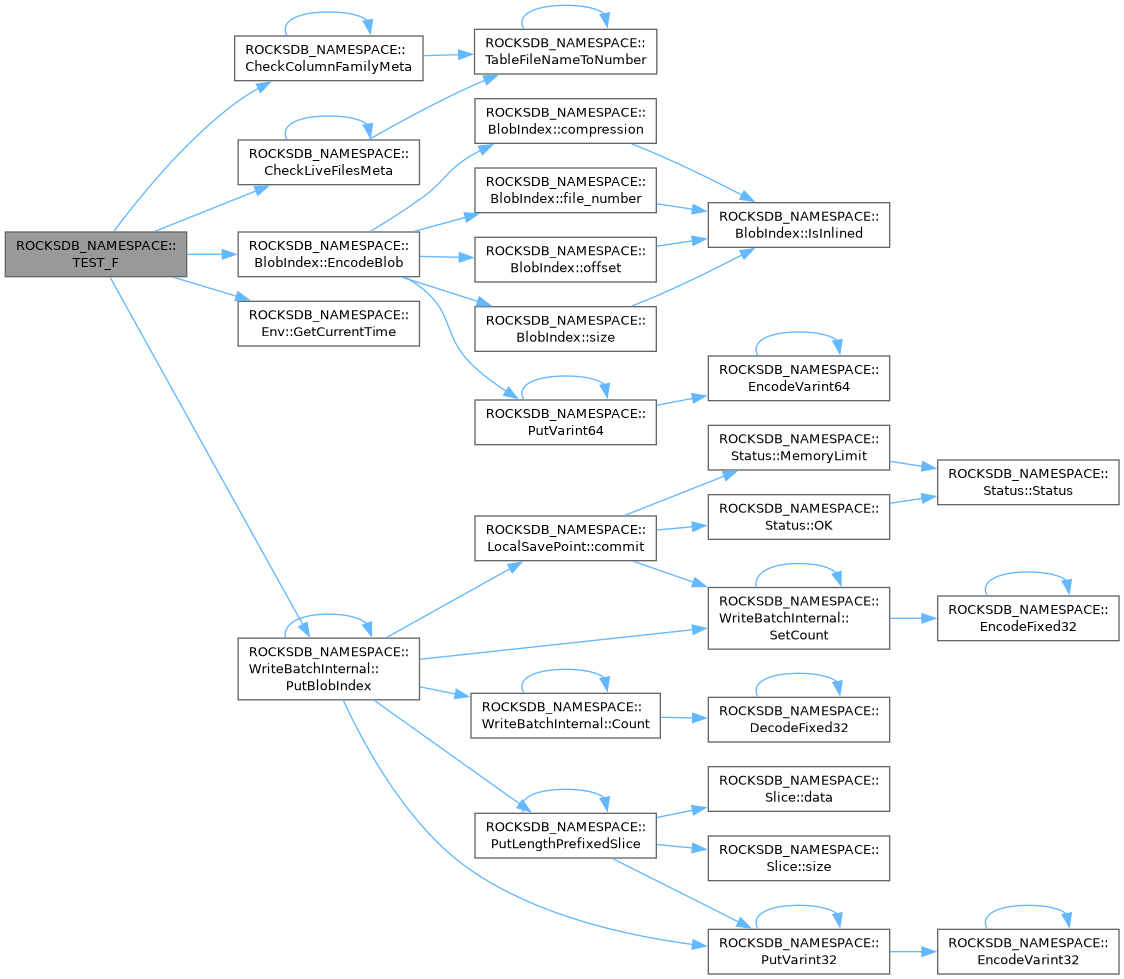 ROCKSDB_NAMESPACE::
TEST_F
ROCKSDB_NAMESPACE::
CheckColumnFamilyMeta
ROCKSDB_NAMESPACE::
CheckLiveFilesMeta
ROCKSDB_NAMESPACE::
BlobIndex::EncodeBlob
ROCKSDB_NAMESPACE::
Env::GetCurrentTime
ROCKSDB_NAMESPACE::
WriteBatchInternal::
PutBlobIndex
ROCKSDB_NAMESPACE::
TableFileNameToNumber
ROCKSDB_NAMESPACE::
BlobIndex::compression
ROCKSDB_NAMESPACE::
BlobIndex::file_number
ROCKSDB_NAMESPACE::
BlobIndex::offset
ROCKSDB_NAMESPACE::
BlobIndex::size
ROCKSDB_NAMESPACE::
PutVarint64
ROCKSDB_NAMESPACE::
LocalSavePoint::commit
ROCKSDB_NAMESPACE::
WriteBatchInternal::Count
ROCKSDB_NAMESPACE::
PutLengthPrefixedSlice
ROCKSDB_NAMESPACE::
BlobIndex::IsInlined
ROCKSDB_NAMESPACE::
EncodeVarint64
ROCKSDB_NAMESPACE::
Status::MemoryLimit
ROCKSDB_NAMESPACE::
Status::OK
ROCKSDB_NAMESPACE::
WriteBatchInternal::
SetCount
ROCKSDB_NAMESPACE::
DecodeFixed32
ROCKSDB_NAMESPACE::
Slice::data
ROCKSDB_NAMESPACE::
Slice::size
ROCKSDB_NAMESPACE::
PutVarint32
ROCKSDB_NAMESPACE::
Status::Status
ROCKSDB_NAMESPACE::
EncodeFixed32
ROCKSDB_NAMESPACE::
EncodeVarint32